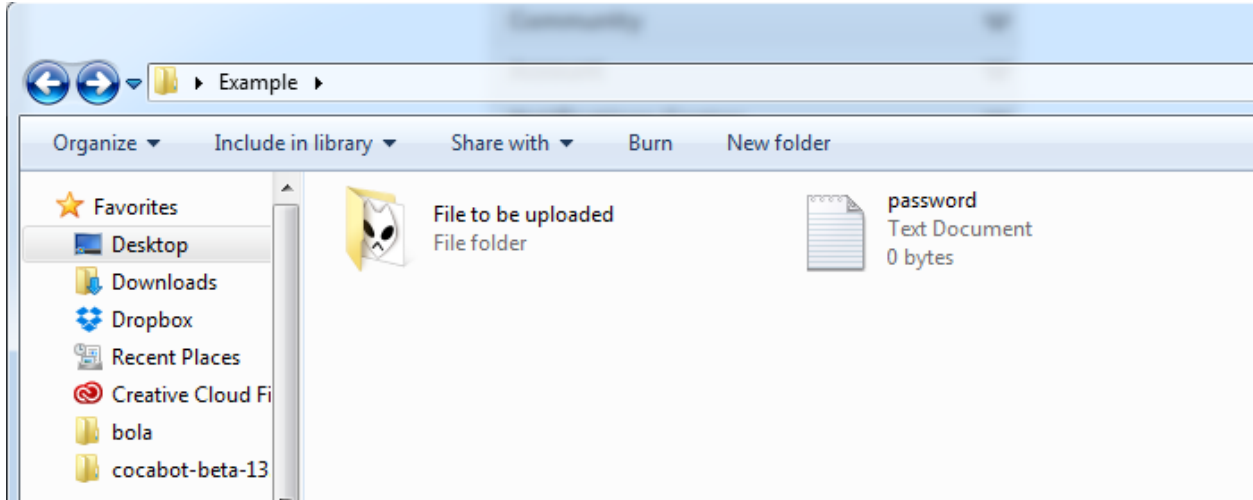 Community
Example
Organize Include in library Share with Burn New folder
Favorites
Desktop
Downloads
Dropbox
Recent Places
Creative Cloud Fi
bola
cocabot-beta-13
File to be uploaded
File folder
password
Text Document
0 bytes